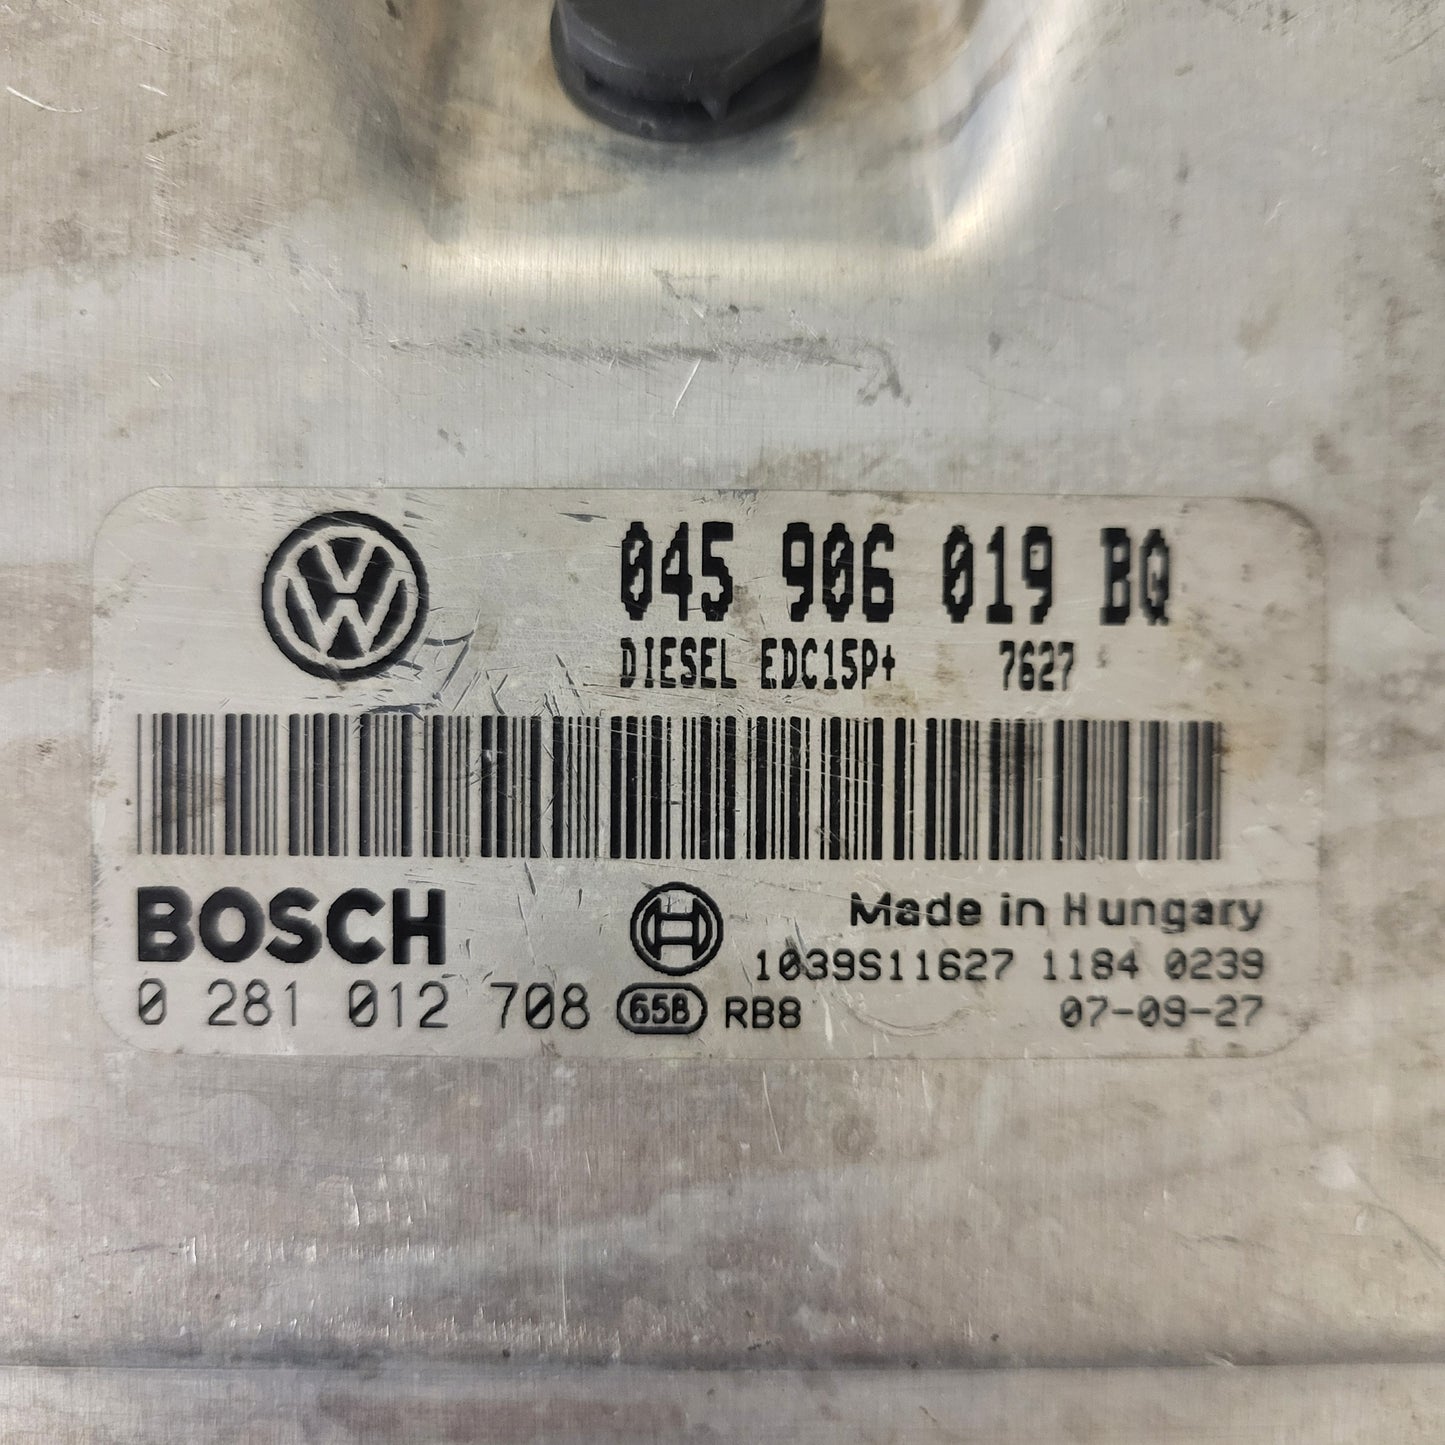 045 906 019 BQ
DIESEL EDC15P+ 7627
BOSCH
Made in Hungary
1039S11627 1184 0239
0 281 012 708 658 RB8 07-09-27